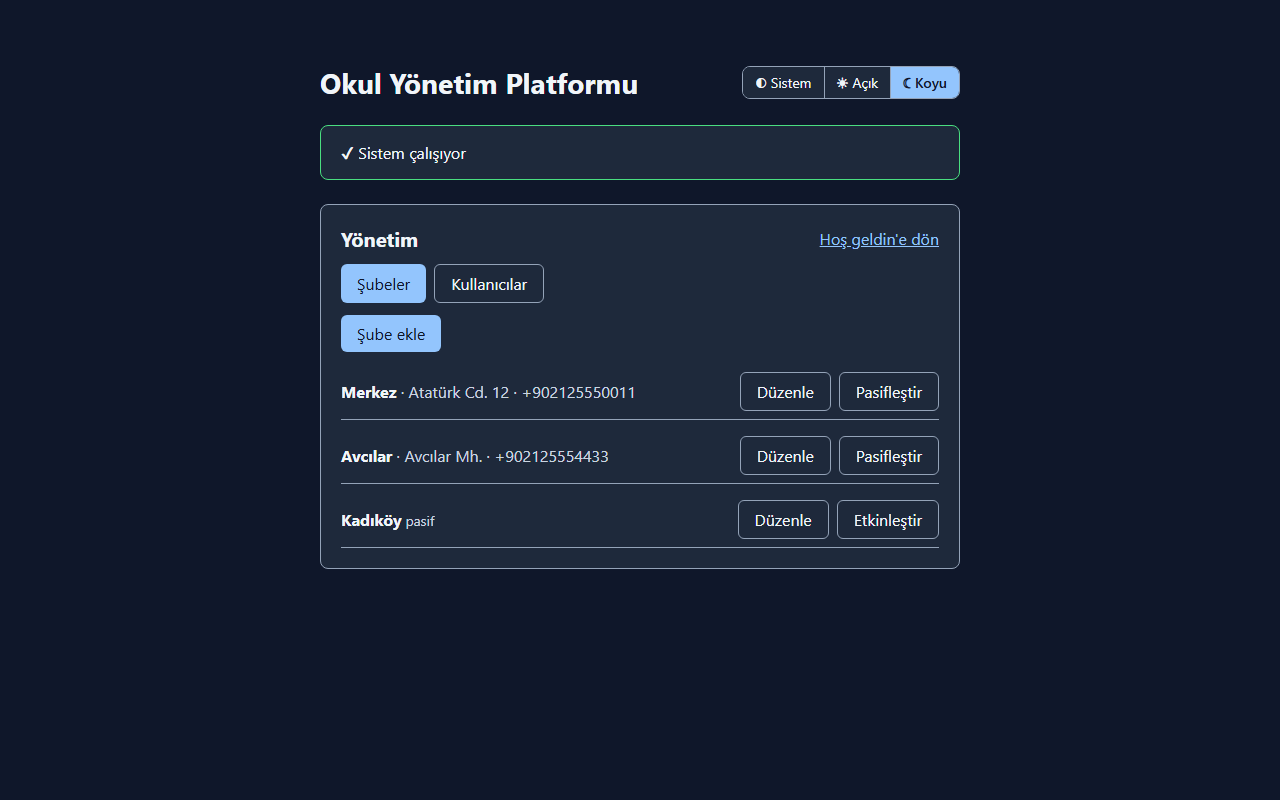 Okul Yönetim Platformu
◐ Sistem ☀ Açık ☾ Koyu
✓ Sistem çalışıyor
Yönetim Hoş geldin'e dön
Şubeler Kullanıcılar
Şube ekle
Merkez · Atatürk Cd. 12 · +902125550011 Düzenle Pasifleştir
Avcılar · Avcılar Mh. · +902125554433 Düzenle Pasifleştir
Kadıköy pasif Düzenle Etkinleştir